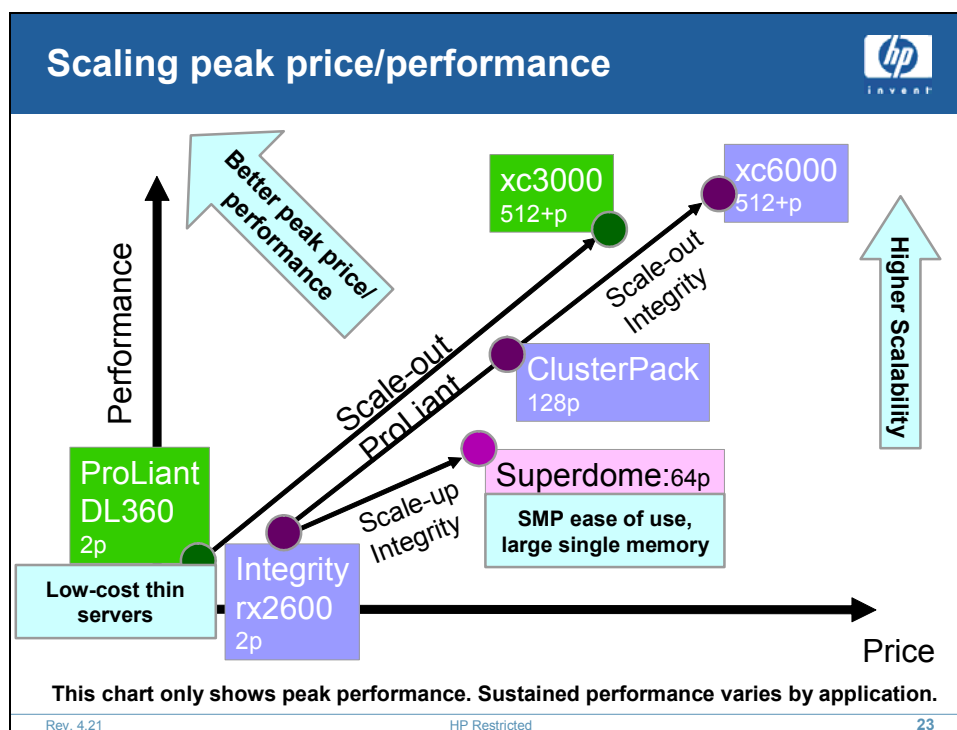 Scaling peak price/performance
hp
invent
Better peak price/
performance
Performance
xc3000
512+p
xc6000
512+p
Higher Scalability
Scale-out
Integrity
Scale-out
ProLiant
ClusterPack
128p
Scale-up
Integrity
Superdome:64p
SMP ease of use,
large single memory
ProLiant
DL360
2p
Low-cost thin
servers
Integrity
rx2600
2p
Price
This chart only shows peak performance. Sustained performance varies by application.
Rev. 4.21
HP Restricted
23